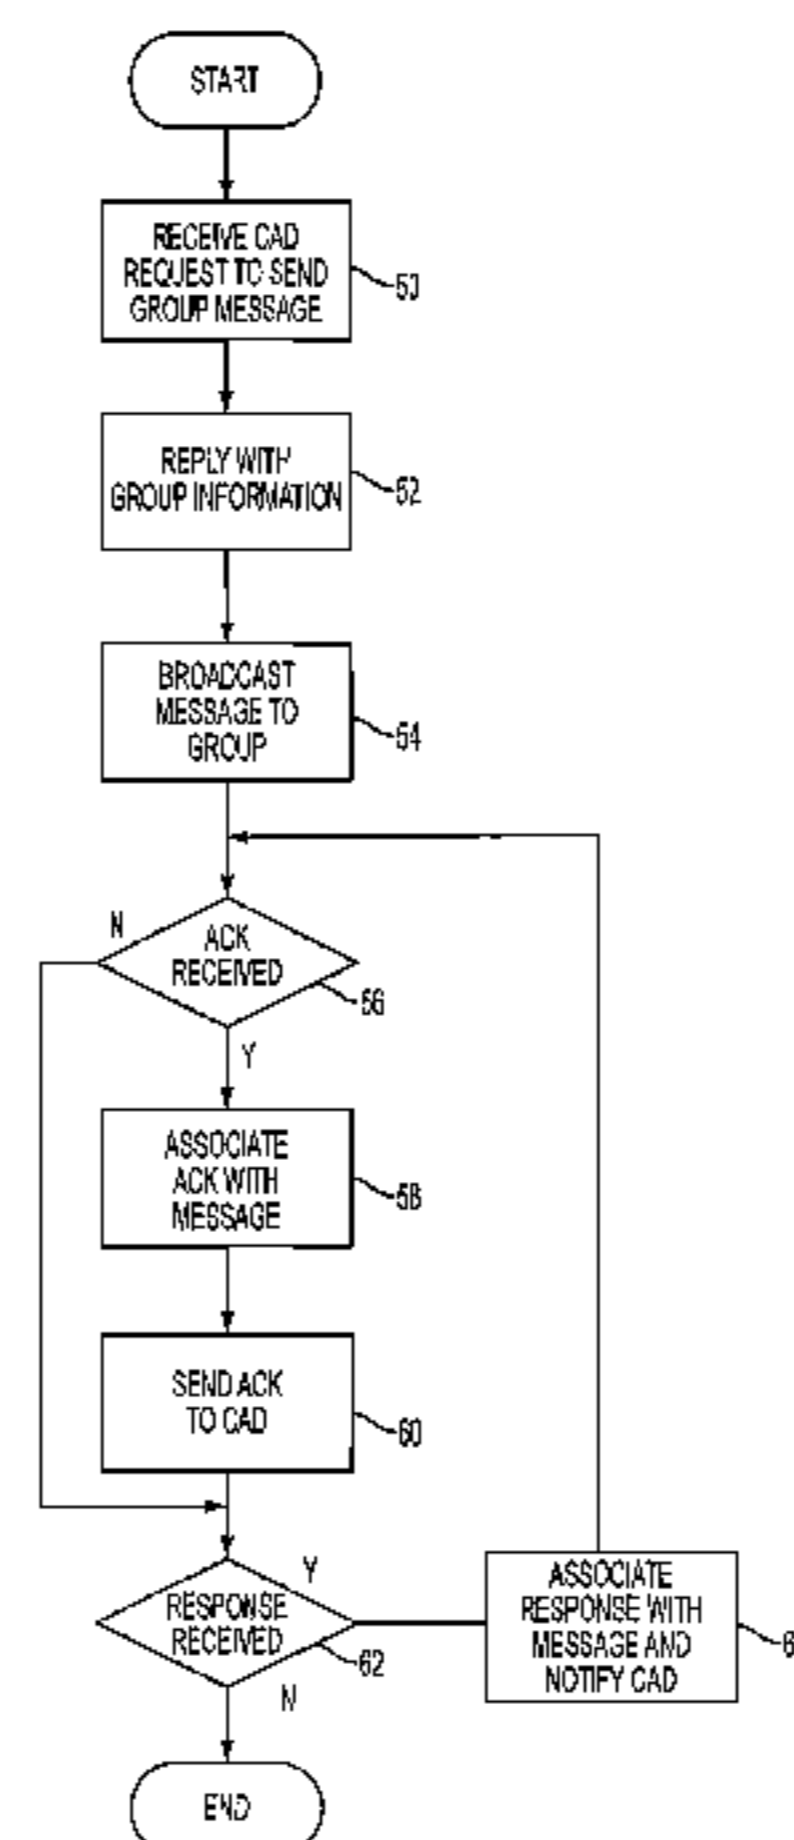 START
RECEIVE CAD
REQUEST TO SEND
GROUP MESSAGE
50
REPLY WITH
GROUP INFORMATION
52
BROADCAST
MESSAGE TO
GROUP
54
N
ACK
RECEIVED
56
Y
ASSOCIATE
ACK WITH
MESSAGE
58
SEND ACK
TO CAD
60
Y
RESPONSE
RECEIVED
62
N
ASSOCIATE
RESPONSE WITH
MESSAGE AND
NOTIFY CAD
6
END